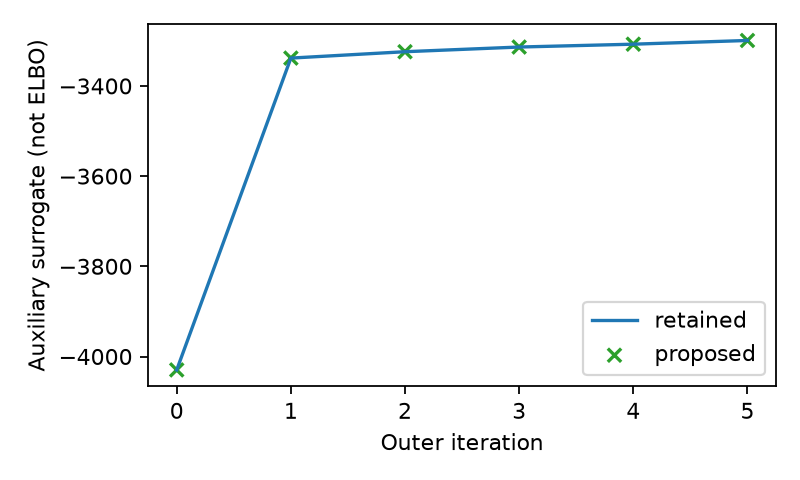 Auxiliary surrogate (not ELBO)
−3400
−3600
−3800
−4000
retained
proposed
0 1 2 3 4 5
Outer iteration